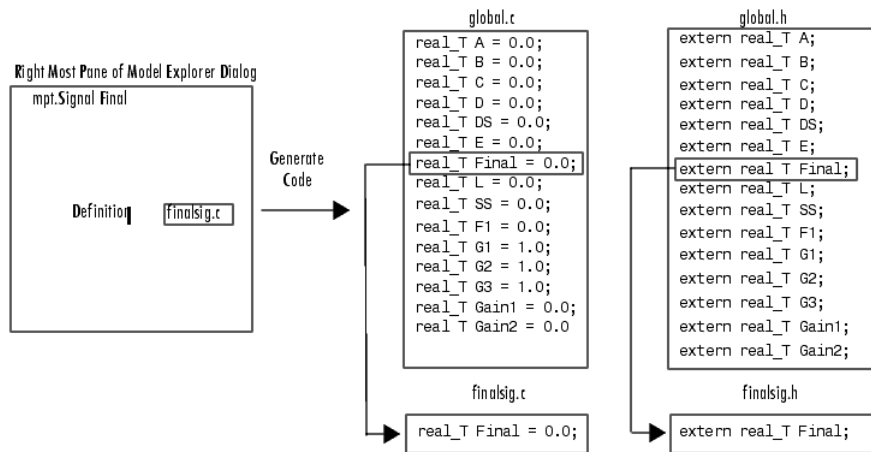 Right Most Pane of Model Explorer Dialog
mpt.Signal Final
Definition
finalsig.c
Generate
Code
global.c
real_T A = 0.0;
real_T B = 0.0;
real_T C = 0.0;
real_T D = 0.0;
real_T DS = 0.0;
real_T E = 0.0;
real_T Final = 0.0;
real_T L = 0.0;
real_T SS = 0.0;
real_T F1 = 0.0;
real_T G1 = 1.0;
real_T G2 = 1.0;
real_T G3 = 1.0;
real_T Gain1 = 0.0;
real T Gain2 = 0.0
finalsig.c
real_T Final = 0.0;
global.h
extern real_T A;
extern real_T B;
extern real_T C;
extern real_T D;
extern real_T DS;
extern real_T E;
extern real T Final;
extern real_T L;
extern real_T SS;
extern real_T F1;
extern real_T G1;
extern real_T G2;
extern real_T G3;
extern real_T Gain1;
extern real_T Gain2;
finalsig.h
extern real_T Final;